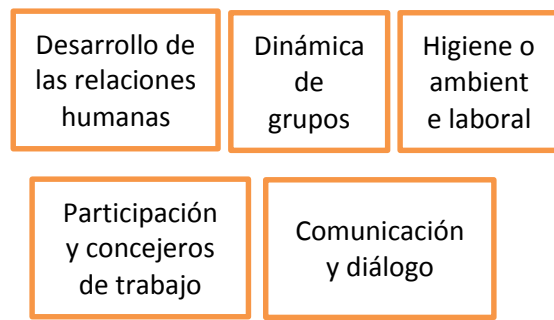 Desarrollo de
las relaciones
humanas
Dinámica
de
grupos
Higiene o
ambient
e laboral
Participación
y concejeros
de trabajo
Comunicación
y diálogo